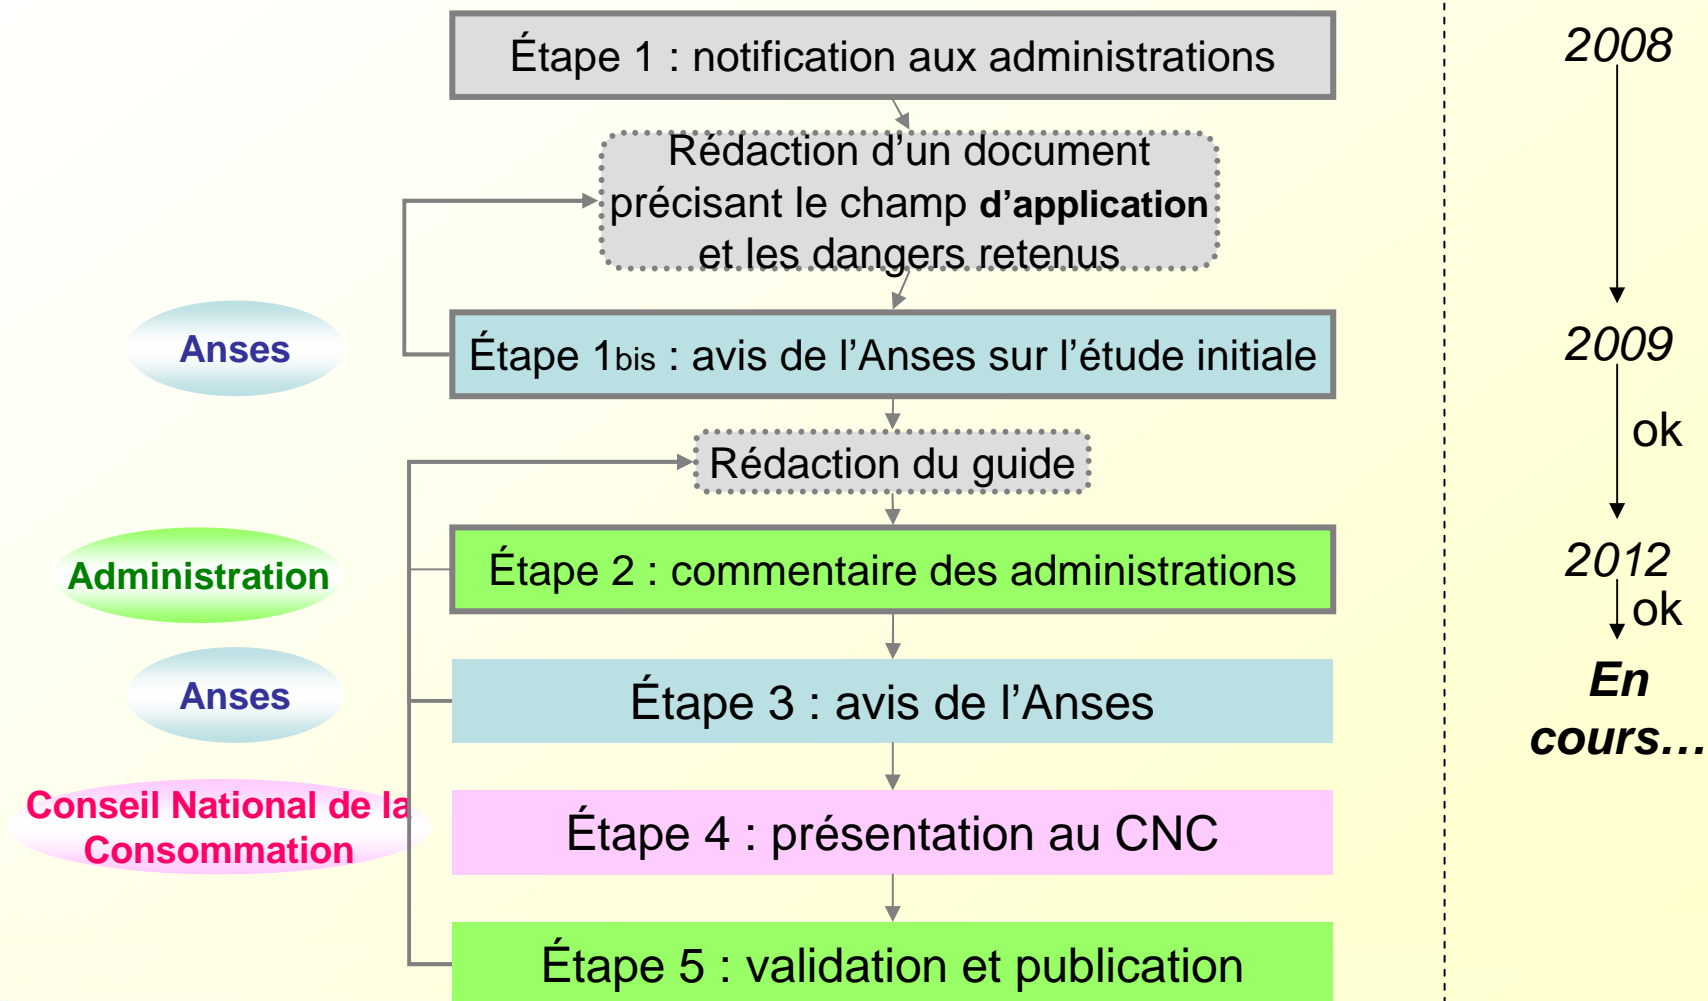 Étape 1 : notification aux administrations
2008
Rédaction d’un document
précisant le champ d’application
et les dangers retenus
Anses
Étape 1bis : avis de l’Anses sur l’étude initiale
2009
ok
Rédaction du guide
Administration
Étape 2 : commentaire des administrations
2012
ok
Anses
Étape 3 : avis de l’Anses
En
cours…
Conseil National de la
Consommation
Étape 4 : présentation au CNC
Étape 5 : validation et publication